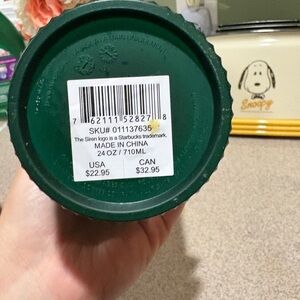 7 62111 52827 8
SKU# 011137635
The Siren logo is a Starbucks trademark.
MADE IN CHINA
24 OZ / 710ML
USA CAN
$22.95 $32.95
Snoopy